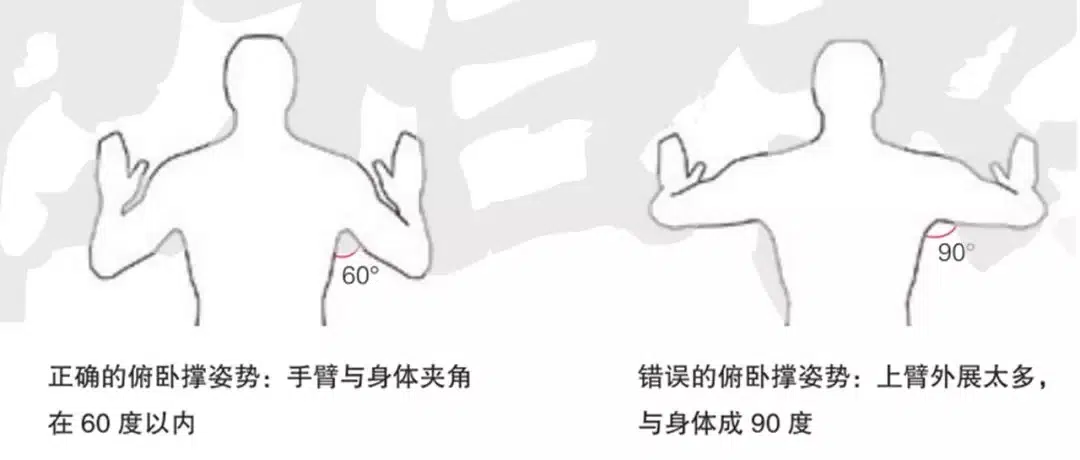 60°
90°
正确的俯卧撑姿势：手臂与身体夹角
在 60 度以内
错误的俯卧撑姿势：上臂外展太多，
与身体成 90 度